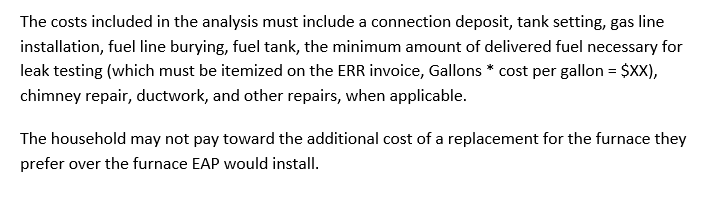 The costs included in the analysis must include a connection deposit, tank setting, gas line
installation, fuel line burying, fuel tank, the minimum amount of delivered fuel necessary for
leak testing (which must be itemized on the ERR invoice, Gallons * cost per gallon = $XX),
chimney repair, ductwork, and other repairs, when applicable.
The household may not pay toward the additional cost of a replacement for the furnace they
prefer over the furnace EAP would install.